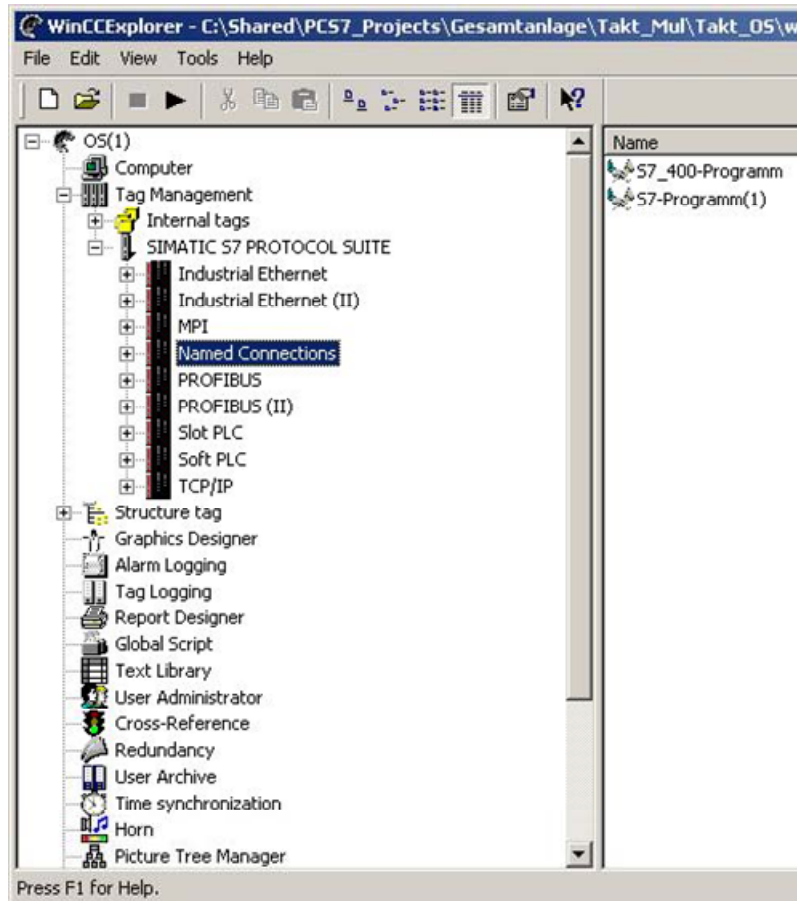 WinCCExplorer - C:\Shared\PCS7_Projects\Gesamtanlage\Takt_Mul\Takt_OS\w
File Edit View Tools Help
OS(1)
Computer
Tag Management
Internal tags
SIMATIC S7 PROTOCOL SUITE
Industrial Ethernet
Industrial Ethernet (II)
MPI
Named Connections
PROFIBUS
PROFIBUS (II)
Slot PLC
Soft PLC
TCP/IP
Structure tag
Graphics Designer
Alarm Logging
Tag Logging
Report Designer
Global Script
Text Library
User Administrator
Cross-Reference
Redundancy
User Archive
Time synchronization
Horn
Picture Tree Manager
Name
S7_400-Programm
S7-Programm(1)
Press F1 for Help.